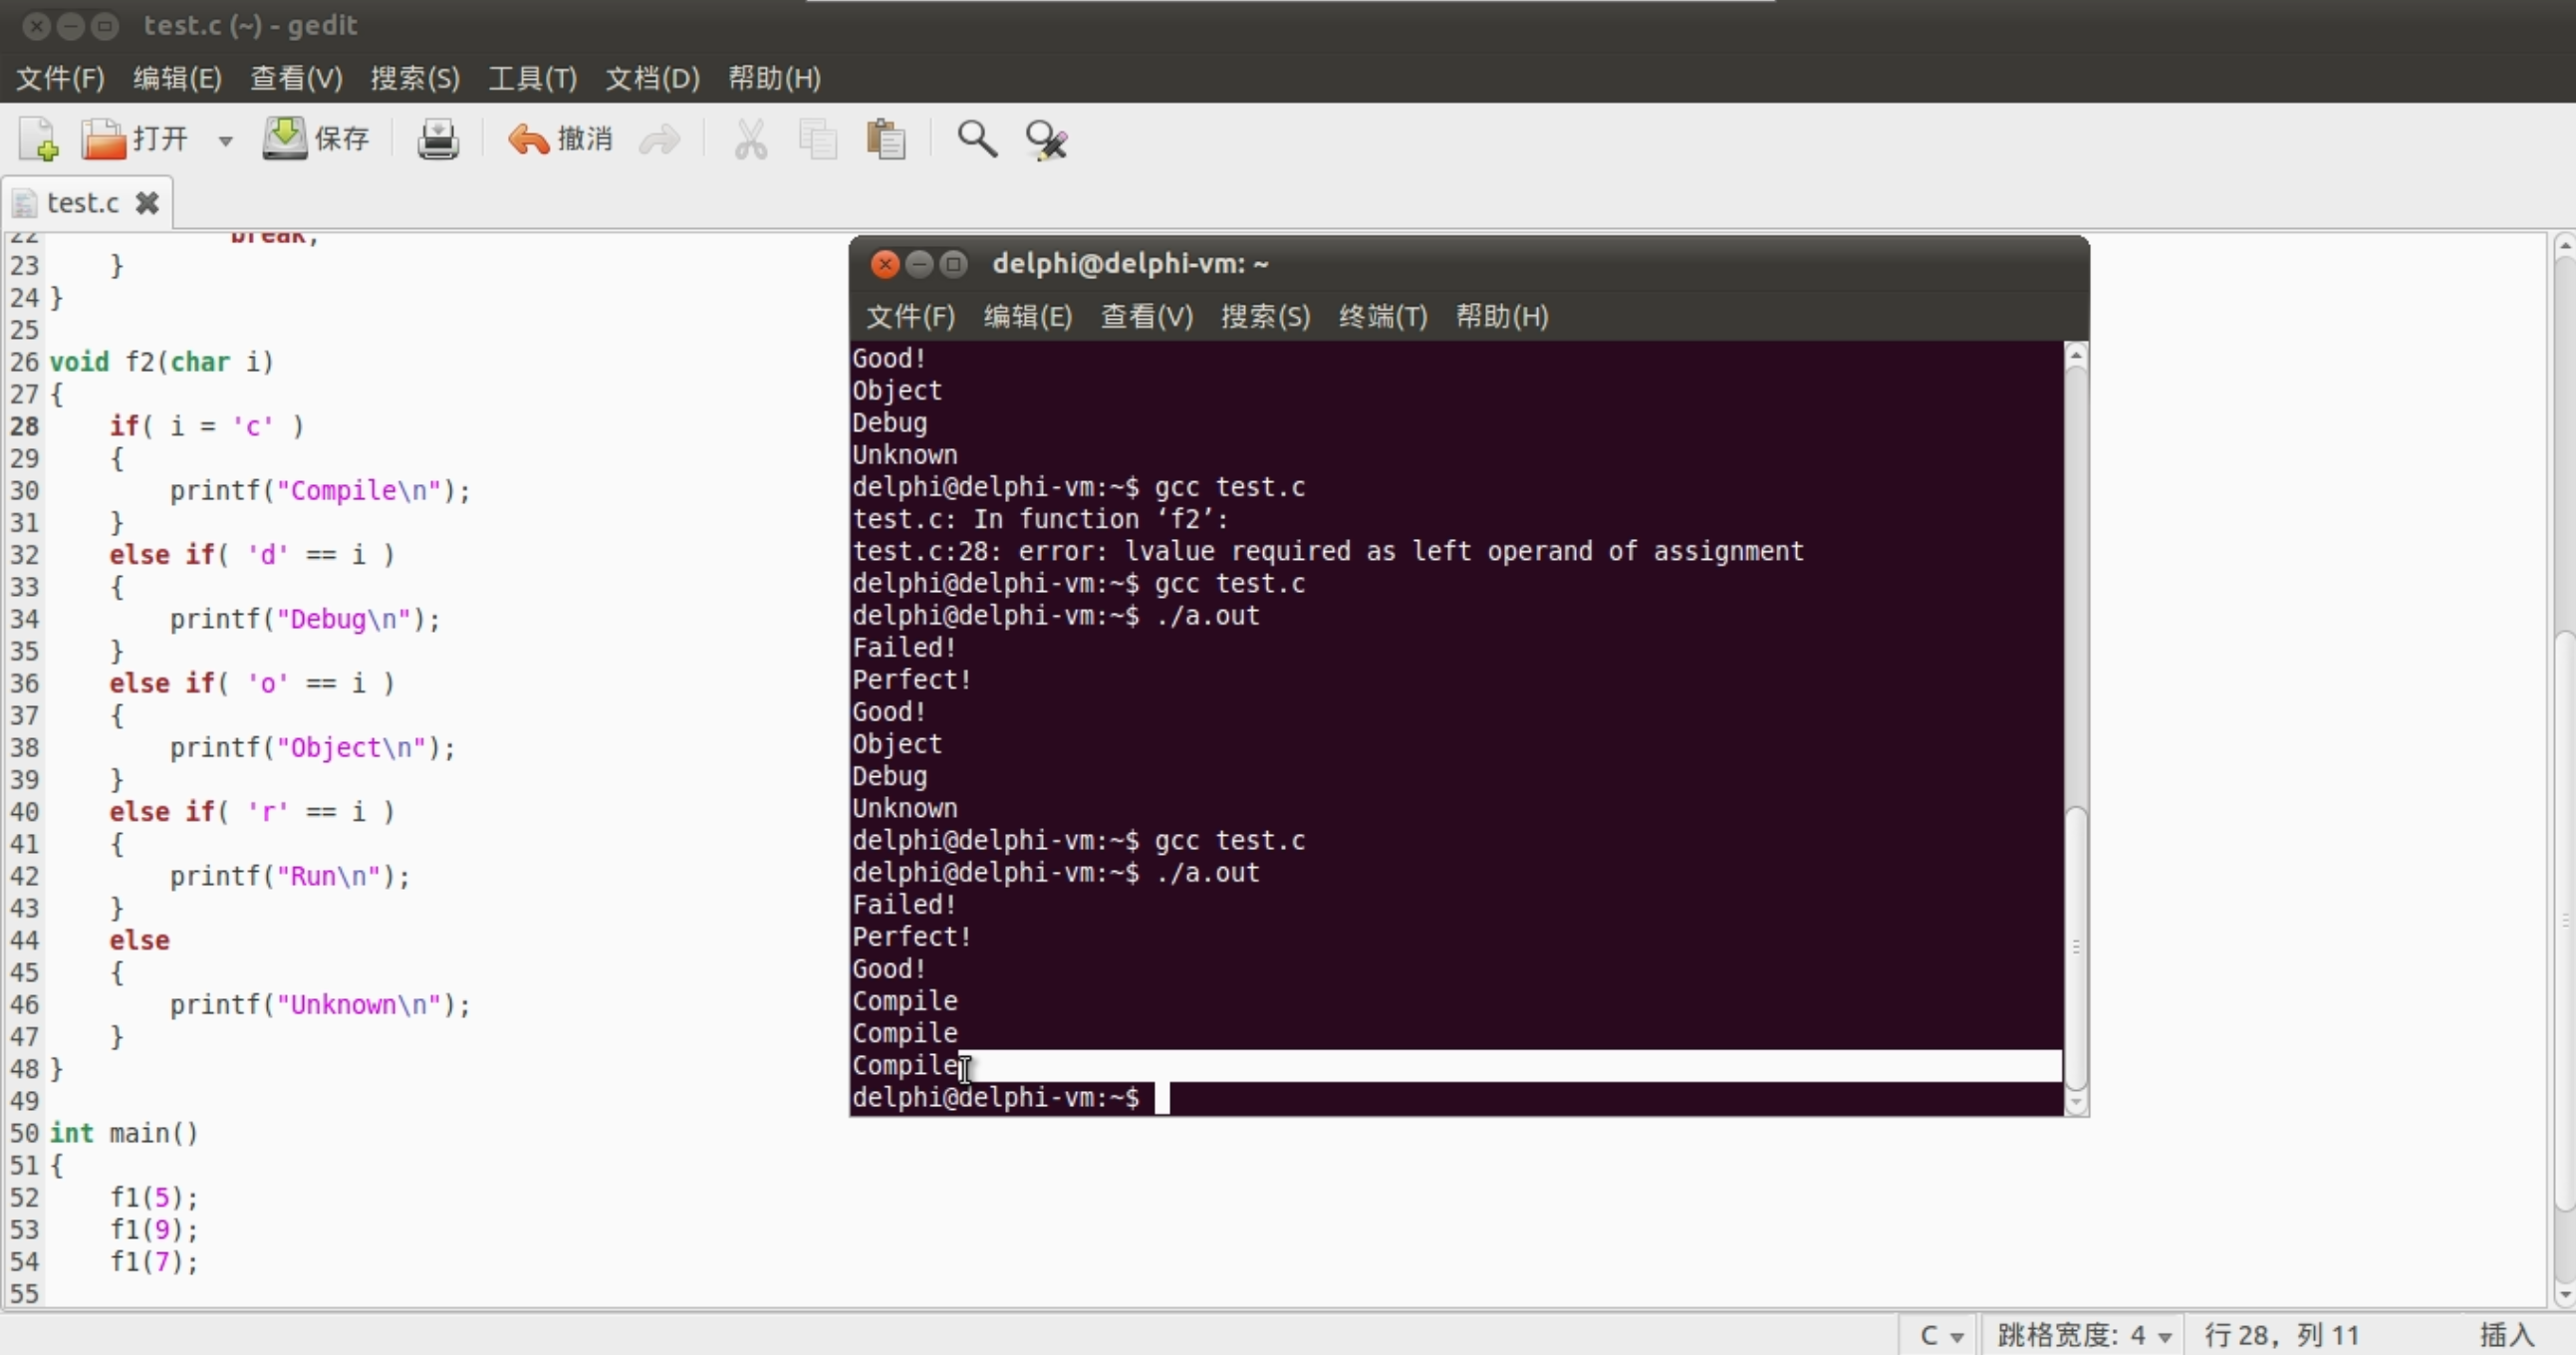 test.c (~) - gedit
文件(F) 编辑(E) 查看(V) 搜索(S) 工具(T) 文档(D) 帮助(H)
打开 保存 撤消
test.c
22 break;
23 }
24 }
25
26 void f2(char i)
27 {
28 if( i = 'c' )
29 {
30 printf("Compile\n");
31 }
32 else if( 'd' == i )
33 {
34 printf("Debug\n");
35 }
36 else if( 'o' == i )
37 {
38 printf("Object\n");
39 }
40 else if( 'r' == i )
41 {
42 printf("Run\n");
43 }
44 else
45 {
46 printf("Unknown\n");
47 }
48 }
49
50 int main()
51 {
52 f1(5);
53 f1(9);
54 f1(7);
55
delphi@delphi-vm: ~
文件(F) 编辑(E) 查看(V) 搜索(S) 终端(T) 帮助(H)
Good!
Object
Debug
Unknown
delphi@delphi-vm:~$ gcc test.c
test.c: In function ‘f2’:
test.c:28: error: lvalue required as left operand of assignment
delphi@delphi-vm:~$ gcc test.c
delphi@delphi-vm:~$ ./a.out
Failed!
Perfect!
Good!
Object
Debug
Unknown
delphi@delphi-vm:~$ gcc test.c
delphi@delphi-vm:~$ ./a.out
Failed!
Perfect!
Good!
Compile
Compile
Compile
delphi@delphi-vm:~$
C 跳格宽度: 4 行 28，列 11 插入